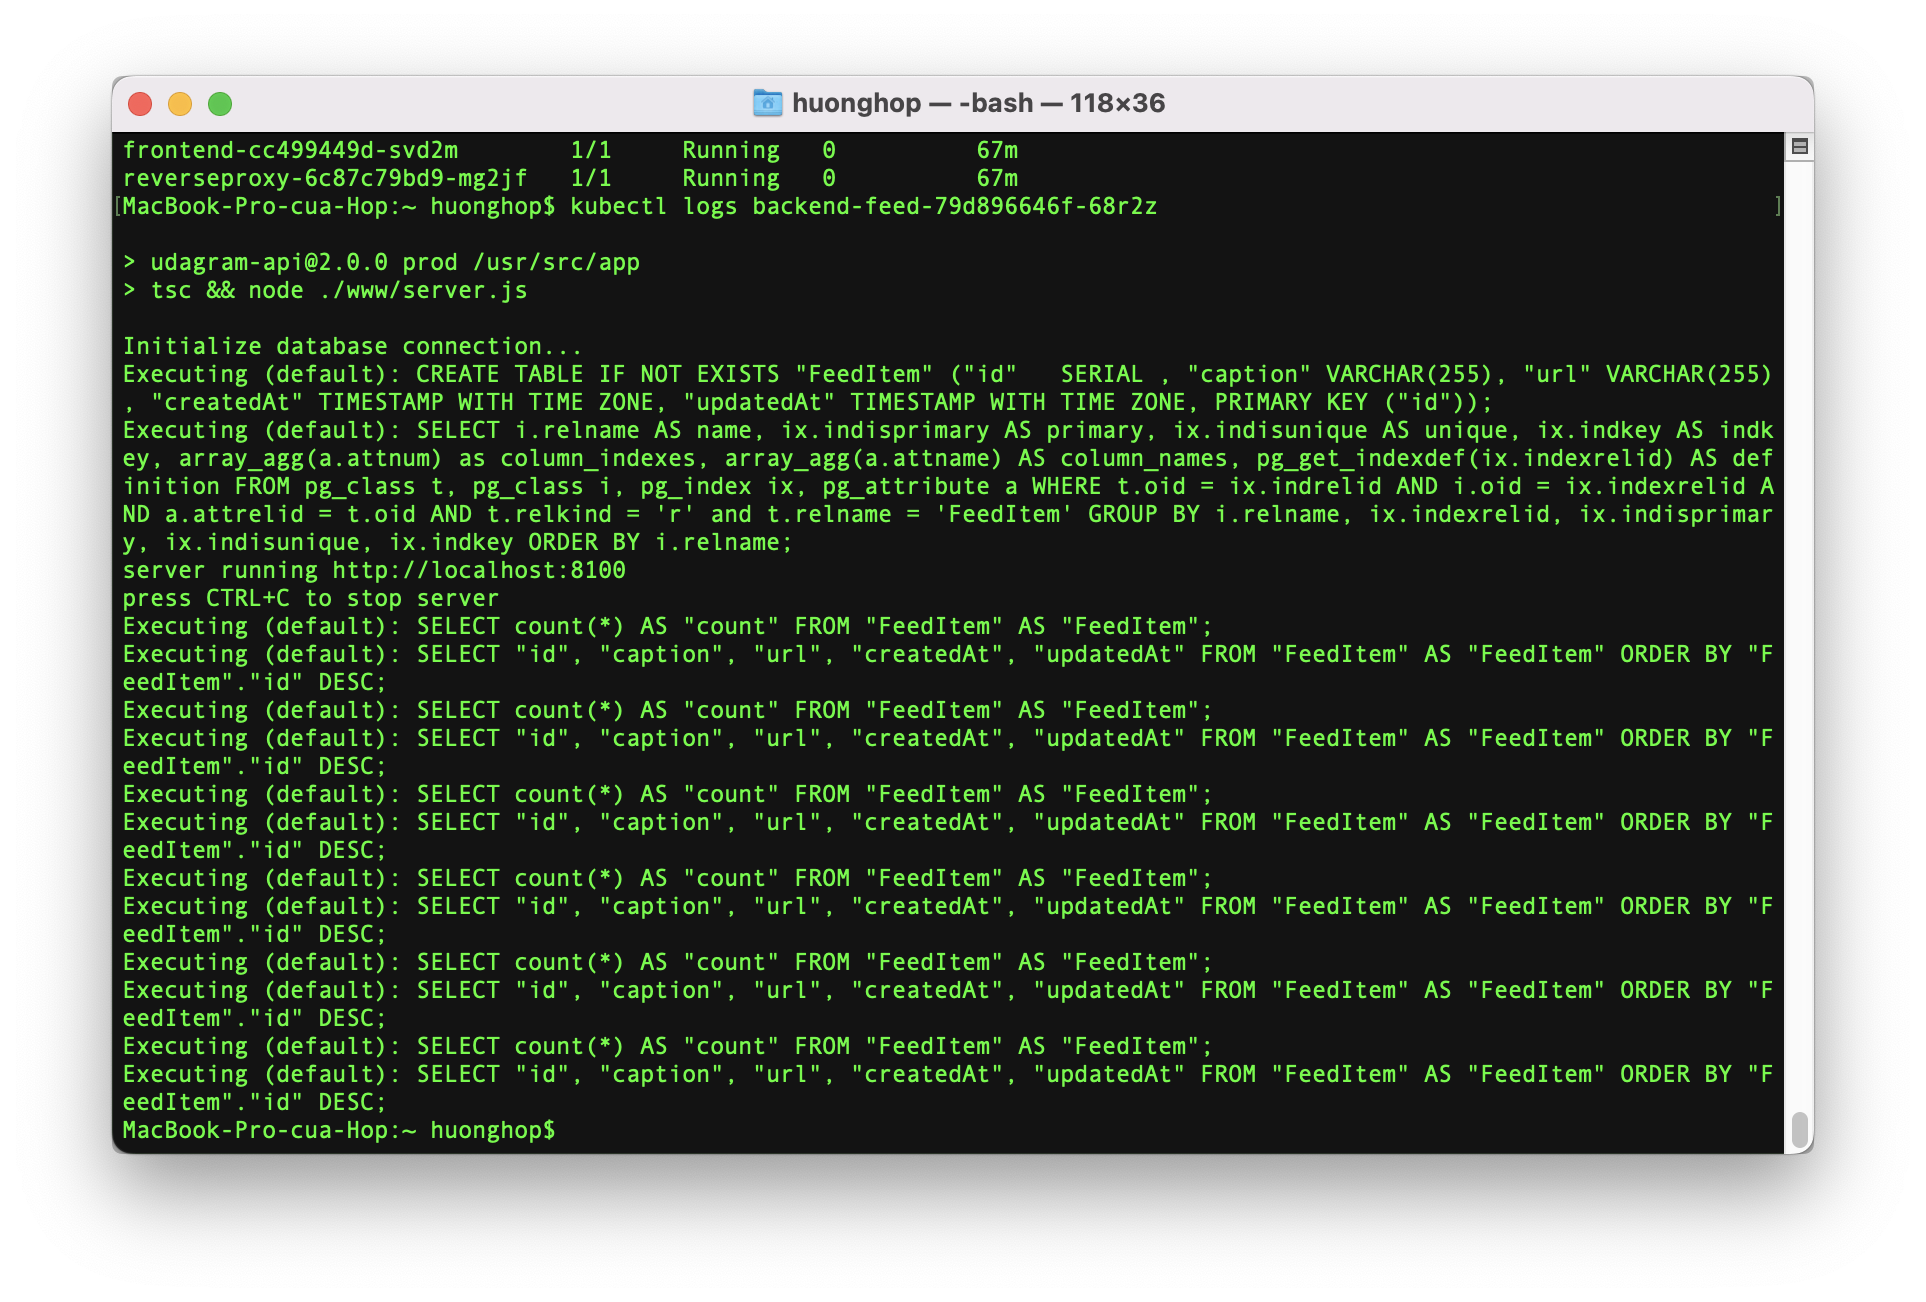 huonghop — -bash — 118×36
frontend-cc499449d-svd2m        1/1     Running   0          67m
reverseproxy-6c87c79bd9-mg2jf   1/1     Running   0          67m
[MacBook-Pro-cua-Hop:~ huonghop$ kubectl logs backend-feed-79d896646f-68r2z ]
> udagram-api@2.0.0 prod /usr/src/app
> tsc && node ./www/server.js
Initialize database connection...
Executing (default): CREATE TABLE IF NOT EXISTS "FeedItem" ("id"   SERIAL , "caption" VARCHAR(255), "url" VARCHAR(255)
, "createdAt" TIMESTAMP WITH TIME ZONE, "updatedAt" TIMESTAMP WITH TIME ZONE, PRIMARY KEY ("id"));
Executing (default): SELECT i.relname AS name, ix.indisprimary AS primary, ix.indisunique AS unique, ix.indkey AS indk
ey, array_agg(a.attnum) as column_indexes, array_agg(a.attname) AS column_names, pg_get_indexdef(ix.indexrelid) AS def
inition FROM pg_class t, pg_class i, pg_index ix, pg_attribute a WHERE t.oid = ix.indrelid AND i.oid = ix.indexrelid A
ND a.attrelid = t.oid AND t.relkind = 'r' and t.relname = 'FeedItem' GROUP BY i.relname, ix.indexrelid, ix.indisprimar
y, ix.indisunique, ix.indkey ORDER BY i.relname;
server running http://localhost:8100
press CTRL+C to stop server
Executing (default): SELECT count(*) AS "count" FROM "FeedItem" AS "FeedItem";
Executing (default): SELECT "id", "caption", "url", "createdAt", "updatedAt" FROM "FeedItem" AS "FeedItem" ORDER BY "F
eedItem"."id" DESC;
Executing (default): SELECT count(*) AS "count" FROM "FeedItem" AS "FeedItem";
Executing (default): SELECT "id", "caption", "url", "createdAt", "updatedAt" FROM "FeedItem" AS "FeedItem" ORDER BY "F
eedItem"."id" DESC;
Executing (default): SELECT count(*) AS "count" FROM "FeedItem" AS "FeedItem";
Executing (default): SELECT "id", "caption", "url", "createdAt", "updatedAt" FROM "FeedItem" AS "FeedItem" ORDER BY "F
eedItem"."id" DESC;
Executing (default): SELECT count(*) AS "count" FROM "FeedItem" AS "FeedItem";
Executing (default): SELECT "id", "caption", "url", "createdAt", "updatedAt" FROM "FeedItem" AS "FeedItem" ORDER BY "F
eedItem"."id" DESC;
Executing (default): SELECT count(*) AS "count" FROM "FeedItem" AS "FeedItem";
Executing (default): SELECT "id", "caption", "url", "createdAt", "updatedAt" FROM "FeedItem" AS "FeedItem" ORDER BY "F
eedItem"."id" DESC;
Executing (default): SELECT count(*) AS "count" FROM "FeedItem" AS "FeedItem";
Executing (default): SELECT "id", "caption", "url", "createdAt", "updatedAt" FROM "FeedItem" AS "FeedItem" ORDER BY "F
eedItem"."id" DESC;
MacBook-Pro-cua-Hop:~ huonghop$